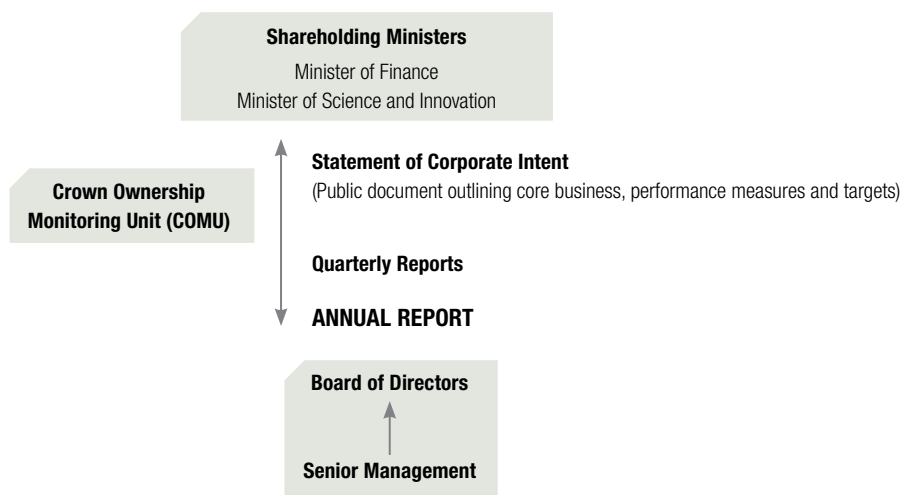 Shareholding Ministers
Minister of Finance
Minister of Science and Innovation
Statement of Corporate Intent
(Public document outlining core business, performance measures and targets)
Crown Ownership
Monitoring Unit (COMU)
Quarterly Reports
ANNUAL REPORT
Board of Directors
Senior Management